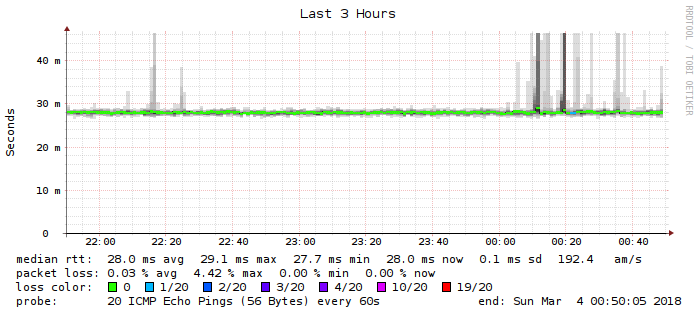 Last 3 Hours
RRDTOOL / TOBI OETIKER
Seconds
40 m
30 m
20 m
10 m
0
22:00 22:20 22:40 23:00 23:20 23:40 00:00 00:20 00:40
median rtt: 28.0 ms avg 29.1 ms max 27.7 ms min 28.0 ms now 0.1 ms sd 192.4 am/s
packet loss: 0.03 % avg 4.42 % max 0.00 % min 0.00 % now
loss color: 0 1/20 2/20 3/20 4/20 10/20 19/20
probe: 20 ICMP Echo Pings (56 Bytes) every 60s end: Sun Mar 4 00:50:05 2018